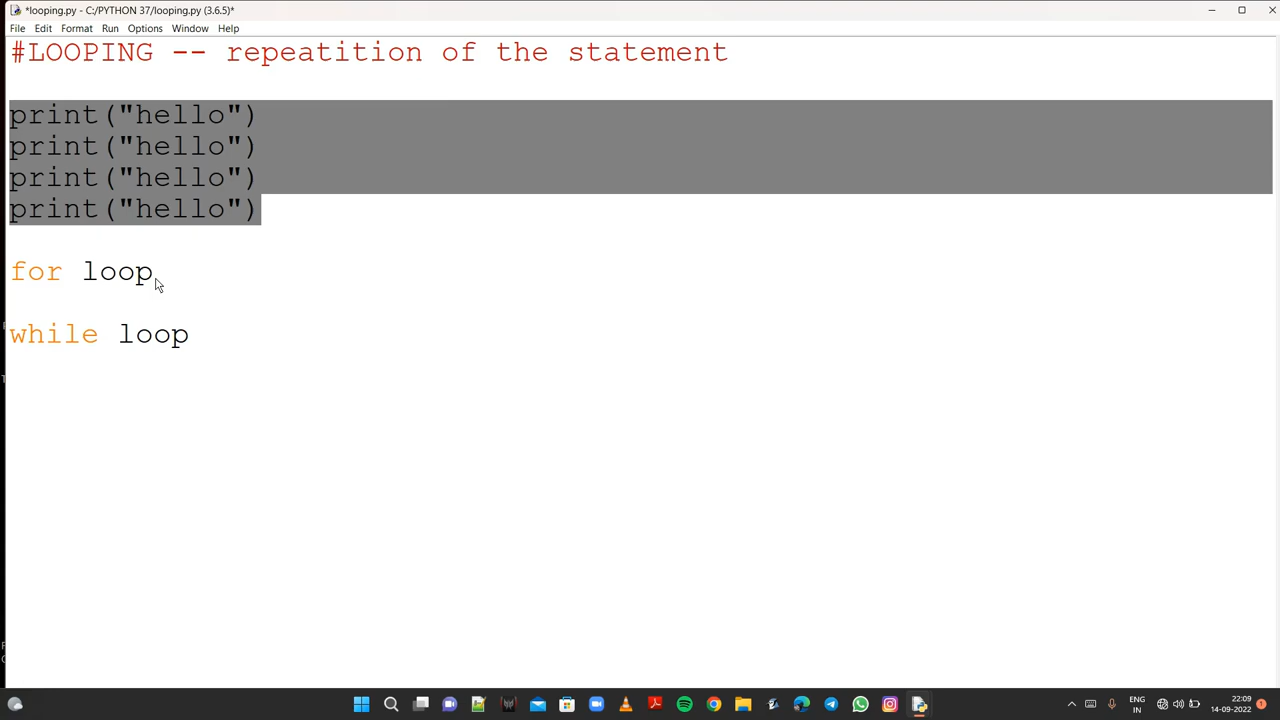 *looping.py - C:/PYTHON 37/looping.py (3.6.5)*
File Edit Format Run Options Window Help
#LOOPING -- repeatition of the statement
print("hello")
print("hello")
print("hello")
print("hello")
for loop
while loop
ENG
IN
22:09
14-09-2022